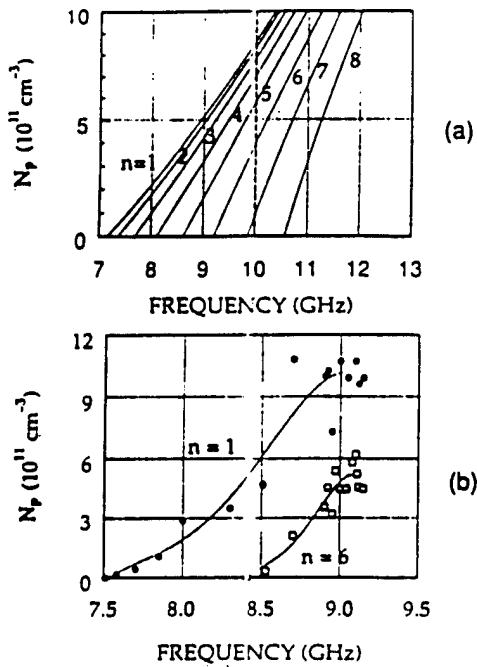 10
5
0
N_p (10^11 cm^-3)
n=1
2
3
4
5
6
7
8
(a)
7 8 9 10 11 12 13
FREQUENCY (GHz)
12
9
6
3
0
N_p (10^11 cm^-3)
n = 1
n = 6
(b)
7.5 8.0 8.5 9.0 9.5
FREQUENCY (GHz)